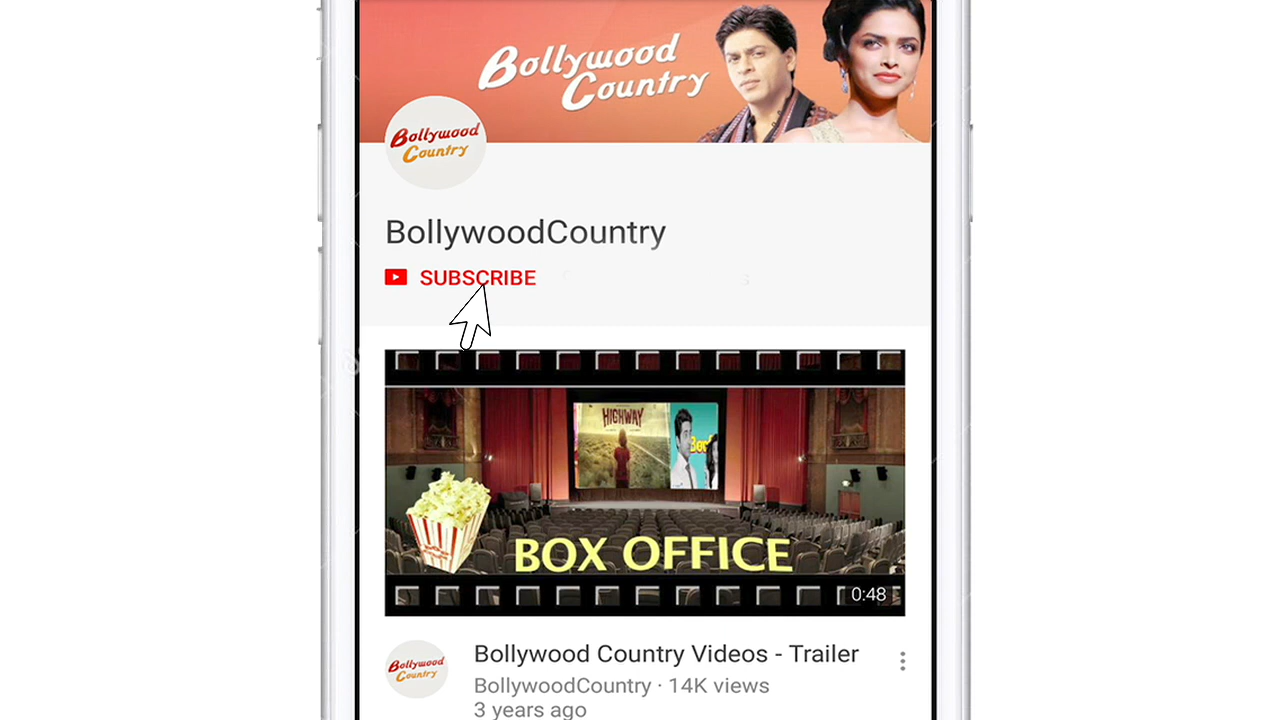 Bollywood
Country
Bollywood
Country
BollywoodCountry
SUBSCRIBE
HIGHWAY
BOX OFFICE
0:48
Bollywood Country Videos - Trailer
Bollywood
Country
BollywoodCountry · 14K views
3 years ago